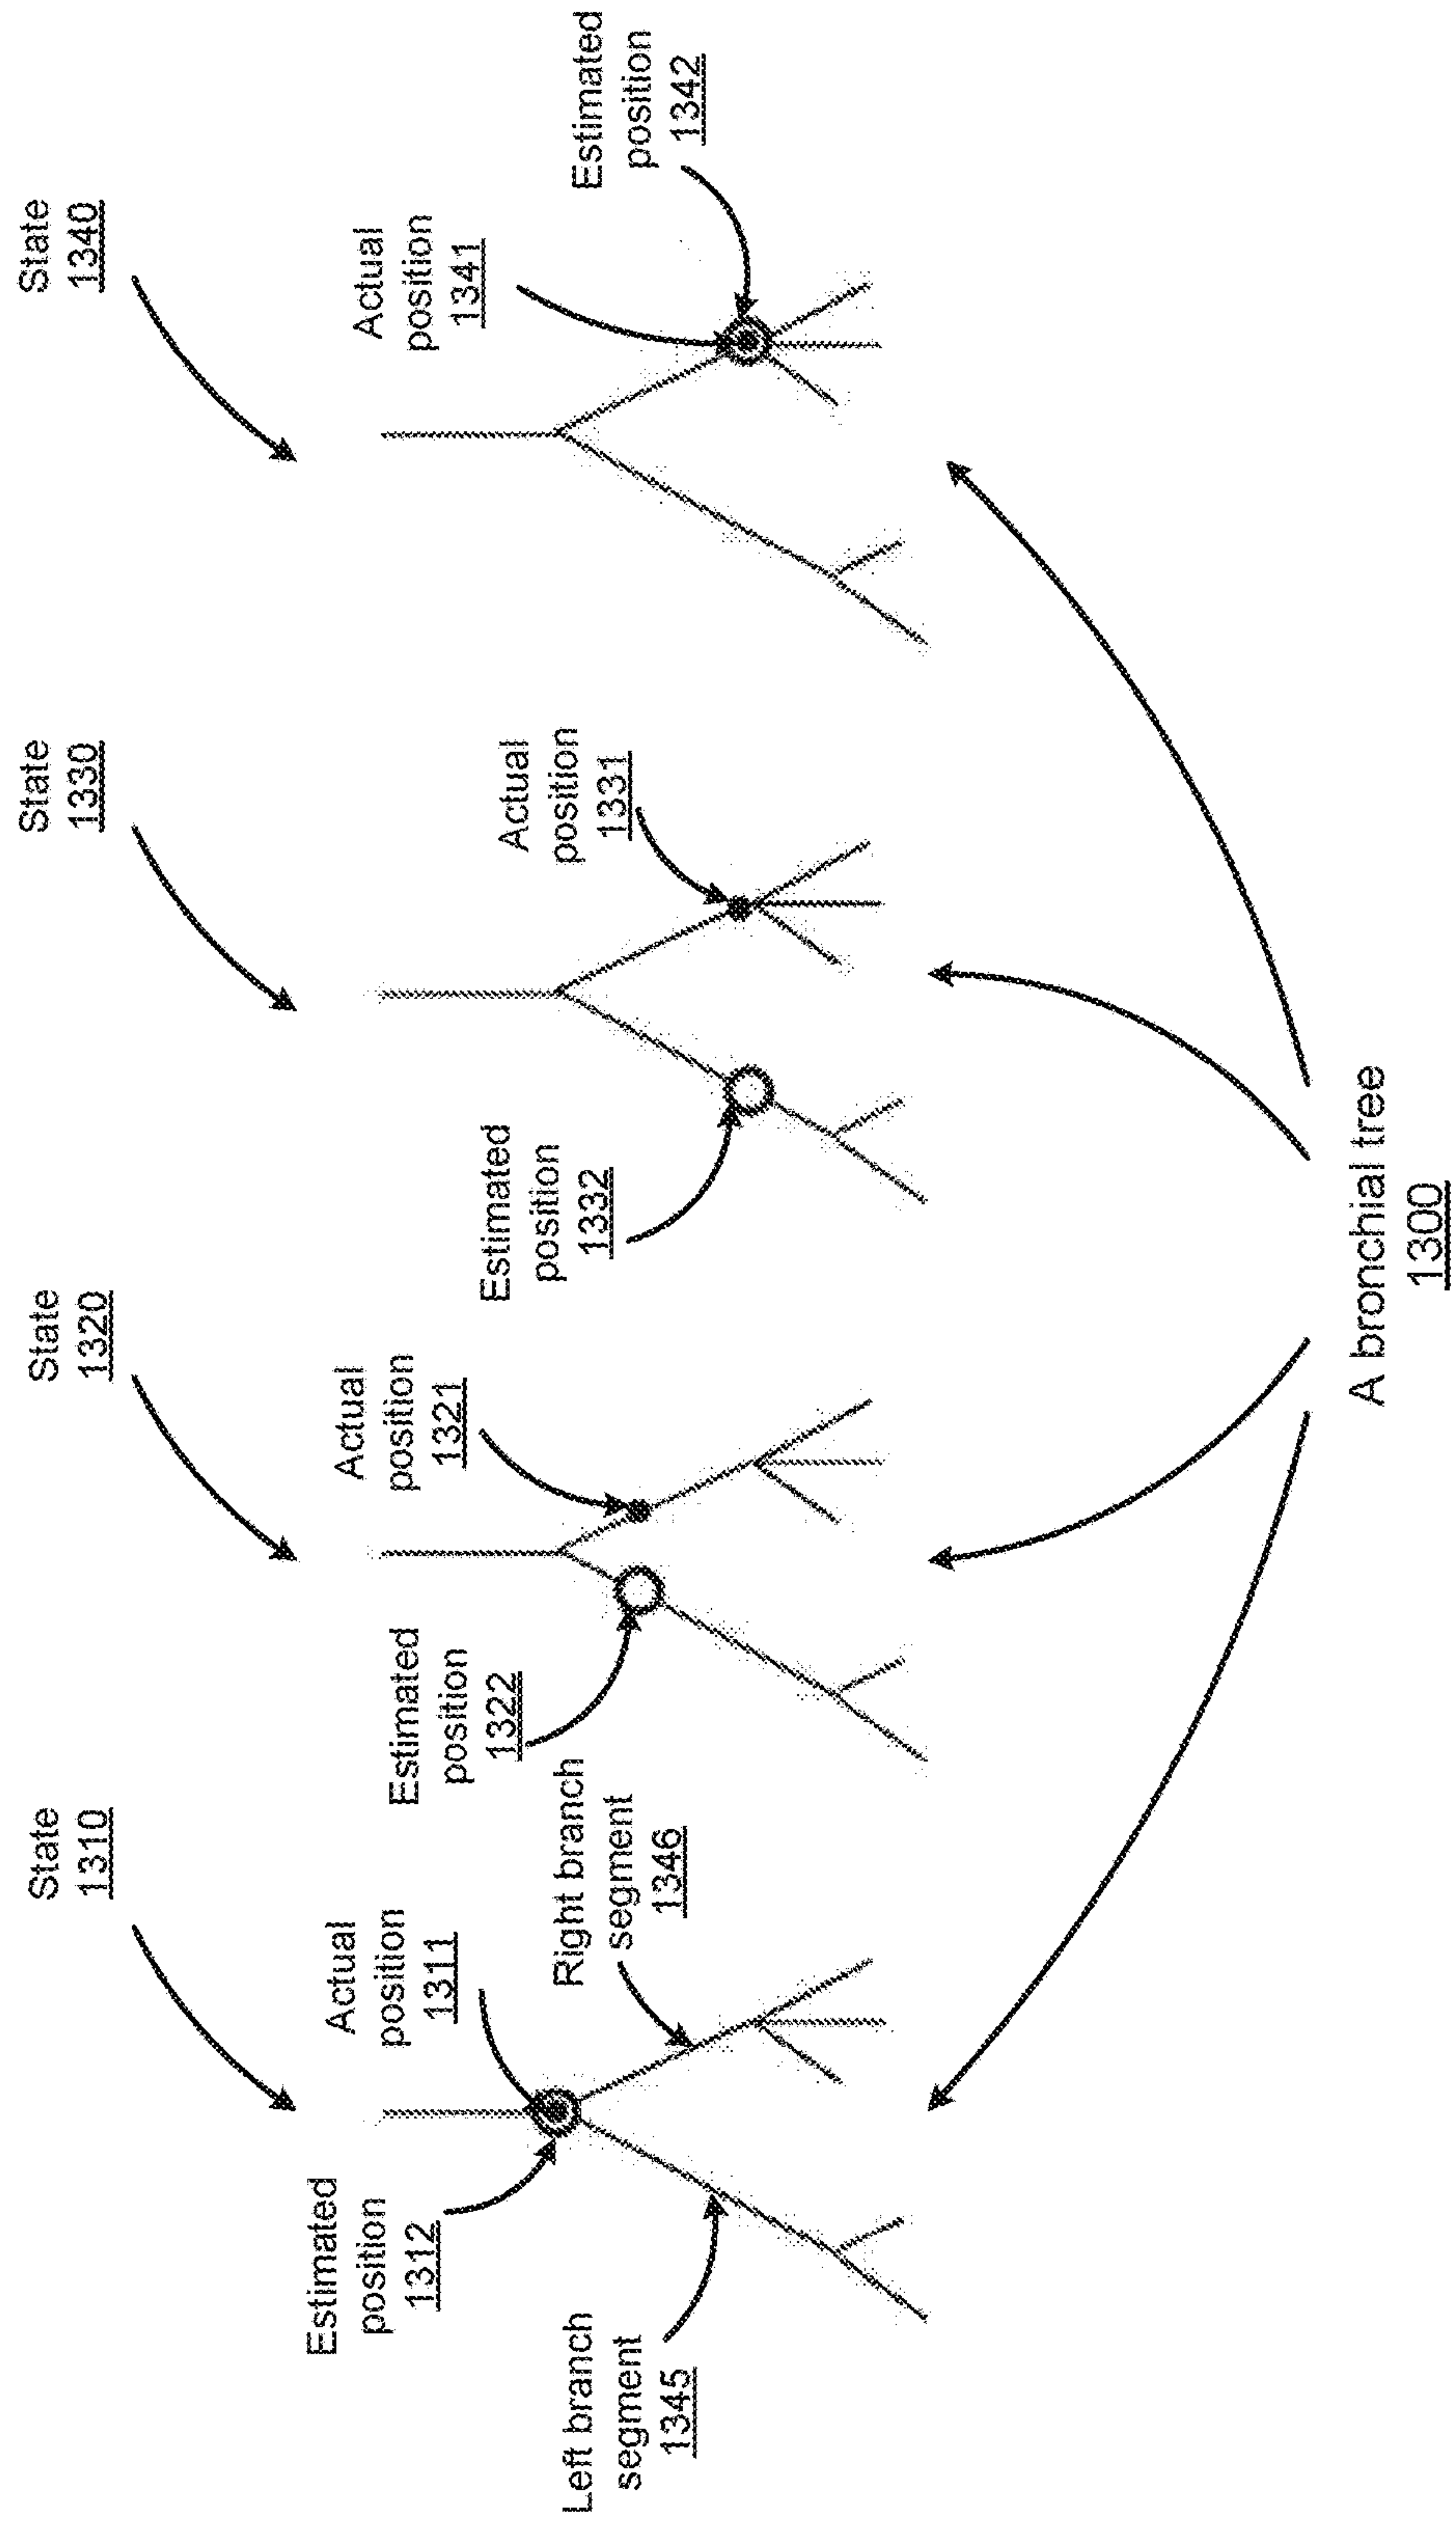 State
1310
State
1320
State
1330
State
1340
Estimated
position
1312
Actual
position
1311
Left branch
segment
1345
Right branch
segment
1346
Estimated
position
1322
Actual
position
1321
Estimated
position
1332
Actual
position
1331
Actual
position
1341
Estimated
position
1342
A bronchial tree
1300